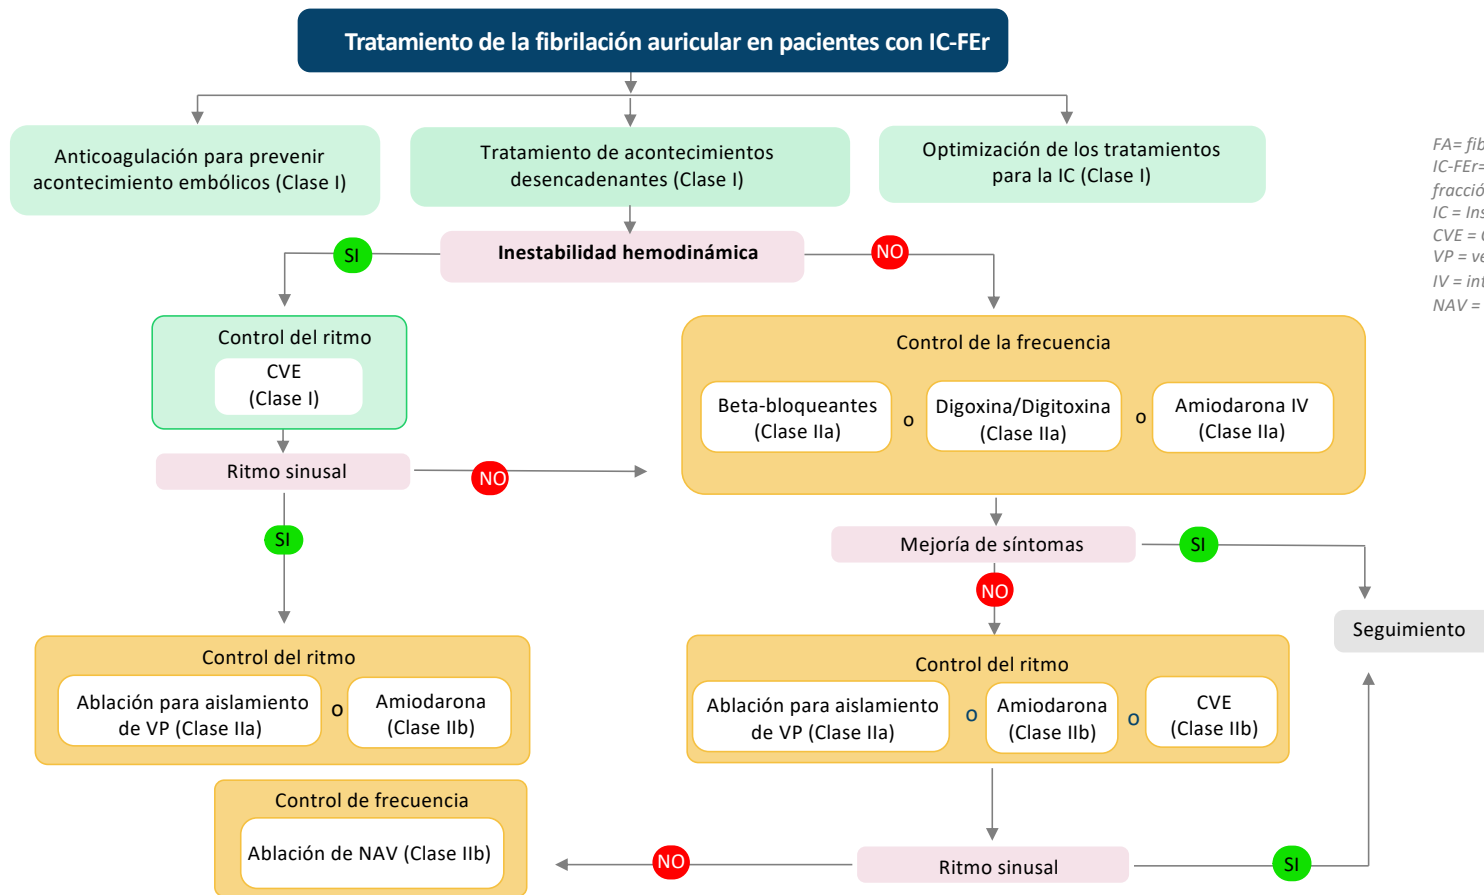 Tratamiento de la fibrilación auricular en pacientes con IC-FEr
Anticoagulación para prevenir
acontecimiento embólicos (Clase I)
Tratamiento de acontecimientos
desencadenantes (Clase I)
Optimización de los tratamientos
para la IC (Clase I)
FA= fib
IC-FEr=
fracció
IC = Ins
CVE =
VP = ve
IV = int
NAV =
SI
Inestabilidad hemodinámica
NO
Control del ritmo
CVE
(Clase I)
Control de la frecuencia
Beta-bloqueantes
(Clase IIa)
o
Digoxina/Digitoxina
(Clase IIa)
o
Amiodarona IV
(Clase IIa)
Ritmo sinusal
NO
SI
Mejoría de síntomas
SI
NO
Seguimiento
Control del ritmo
Ablación para aislamiento
de VP (Clase IIa)
o
Amiodarona
(Clase IIb)
Control del ritmo
Ablación para aislamiento
de VP (Clase IIa)
o
Amiodarona
(Clase IIb)
o
CVE
(Clase IIb)
Control de frecuencia
Ablación de NAV (Clase IIb)
NO
Ritmo sinusal
SI